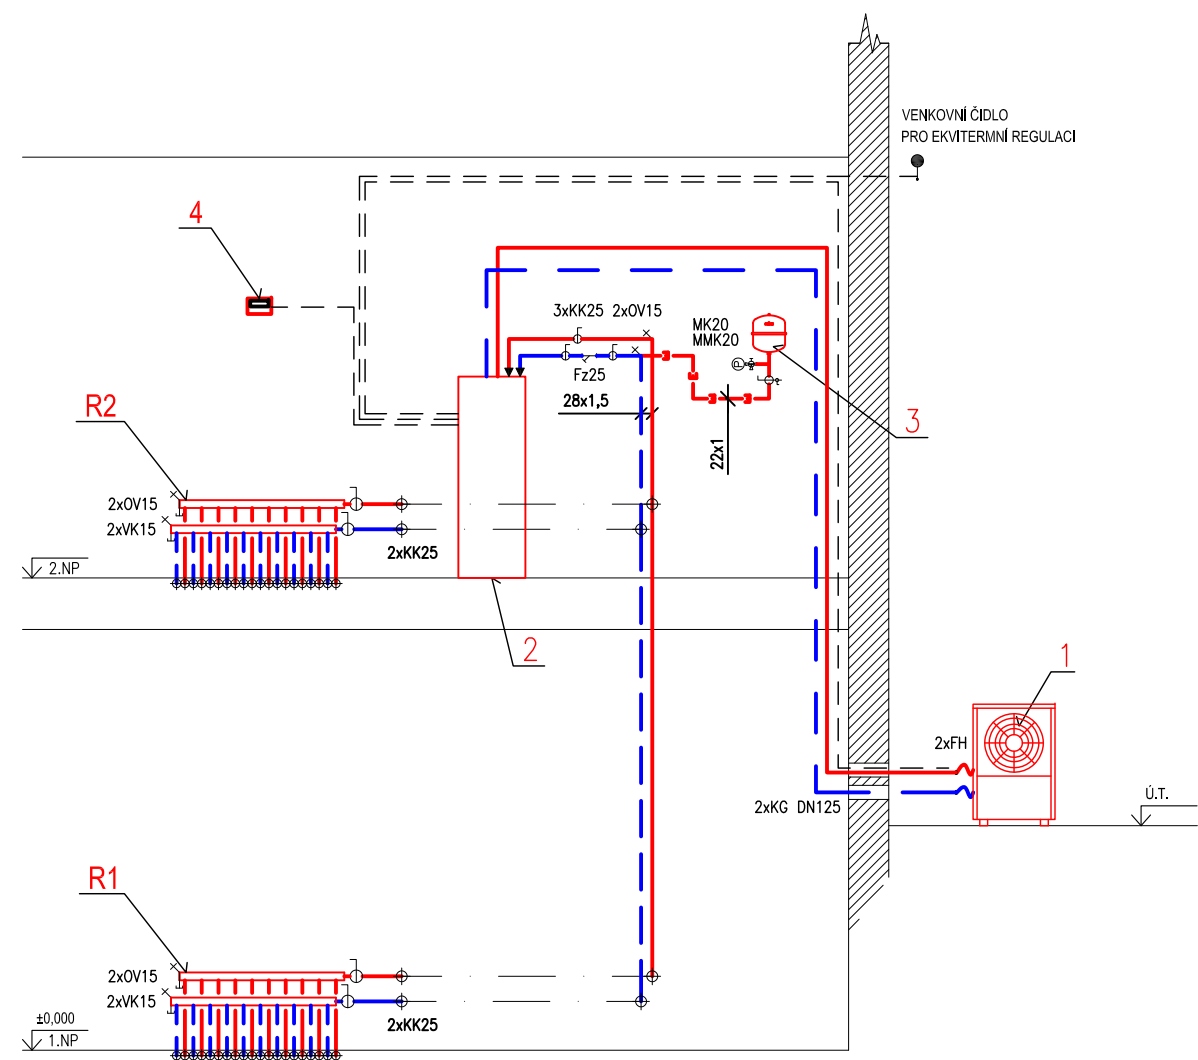 VENKOVNÍ ČIDLO
PRO EKVITERMNÍ REGULACI
4
3xKK25 2xOV15
MK20
MMK20
Fz25
28x1,5
22x1
3
R2
2xOV15
2xVK15
2xKK25
2.NP
2
1
2xFH
2xKG DN125
Ú.T.
R1
2xOV15
2xVK15
2xKK25
±0,000
1.NP
P